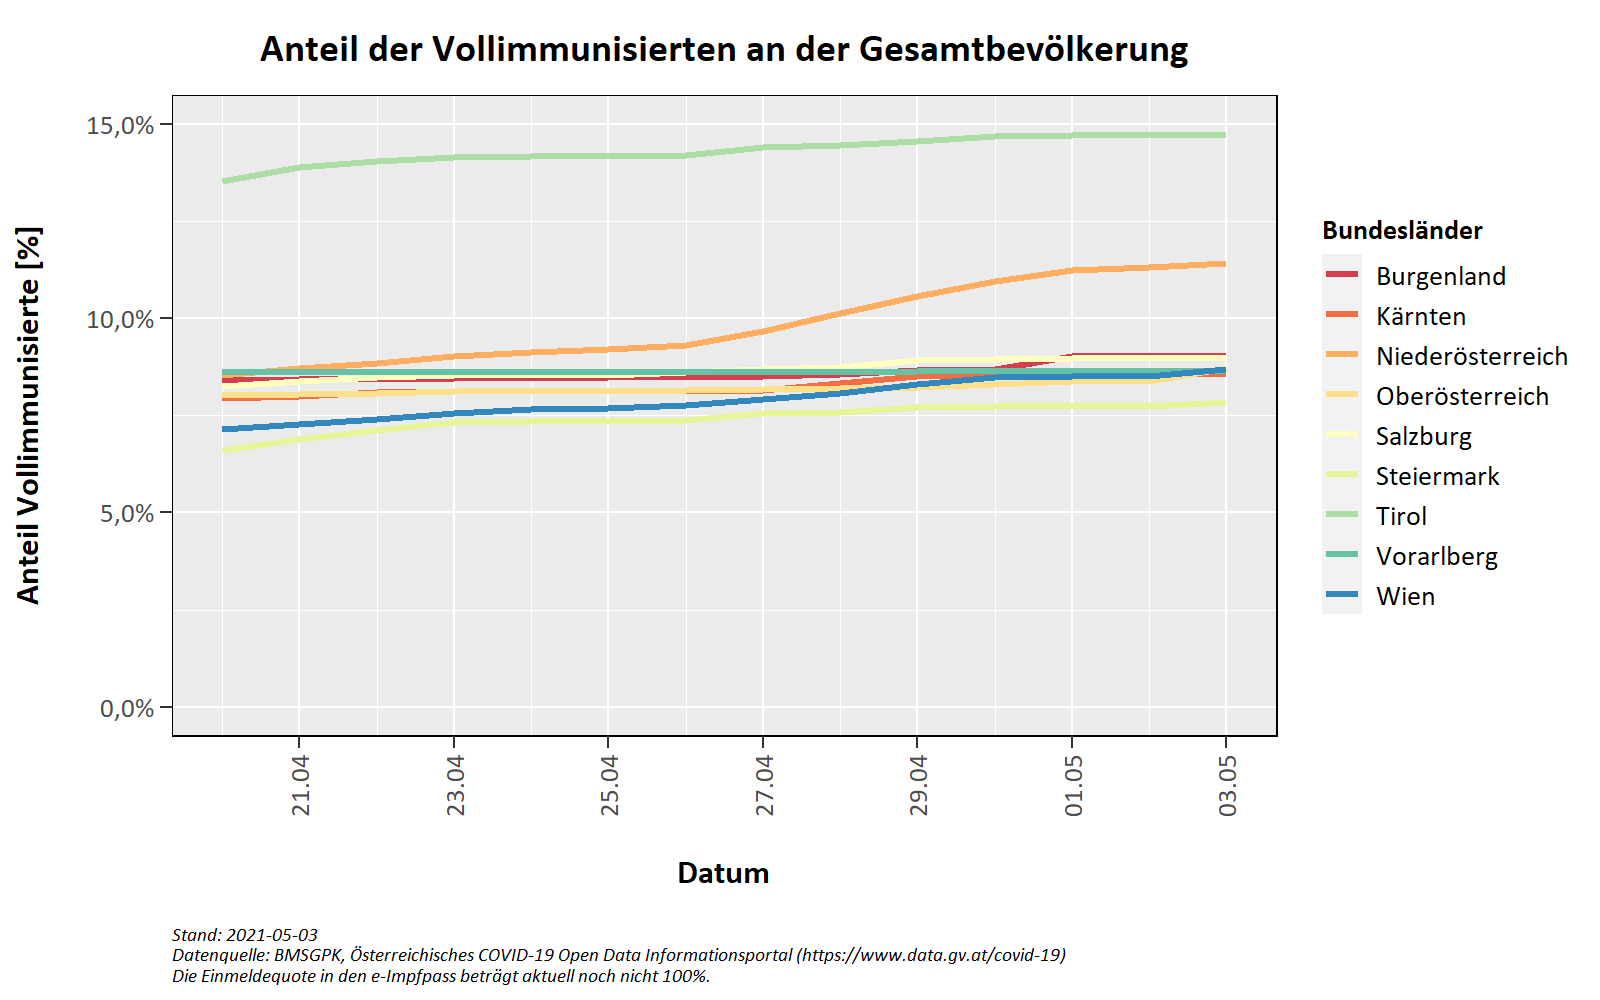 Anteil der Vollimmunisierten an der Gesamtbevölkerung
Anteil Vollimmunisierte [%]
15,0%
10,0%
5,0%
0,0%
21.04
23.04
25.04
27.04
29.04
01.05
03.05
Datum
Bundesländer
Burgenland
Kärnten
Niederösterreich
Oberösterreich
Salzburg
Steiermark
Tirol
Vorarlberg
Wien
Stand: 2021-05-03
Datenquelle: BMSGPK, Österreichisches COVID-19 Open Data Informationsportal (https://www.data.gv.at/covid-19)
Die Einmeldequote in den e-Impfpass beträgt aktuell noch nicht 100%.